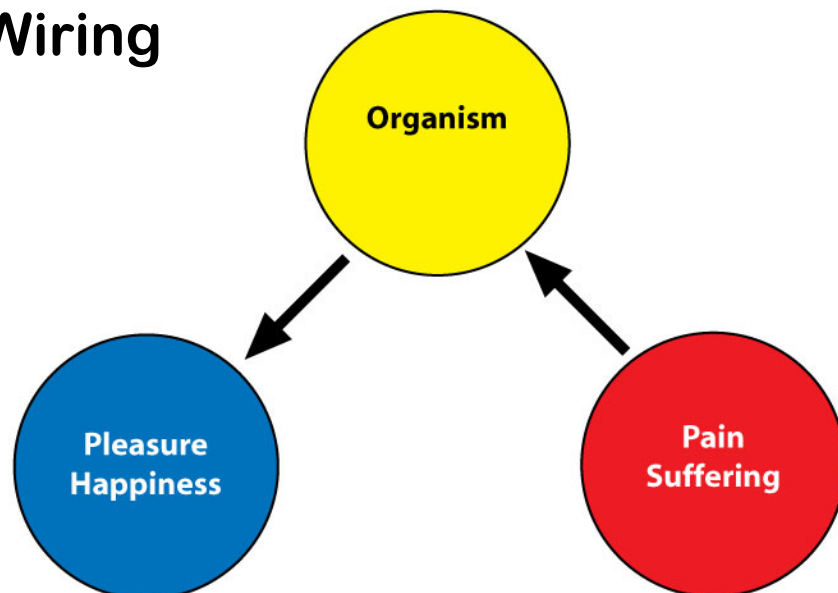 Wiring
Organism
Pleasure
Happiness
Pain
Suffering